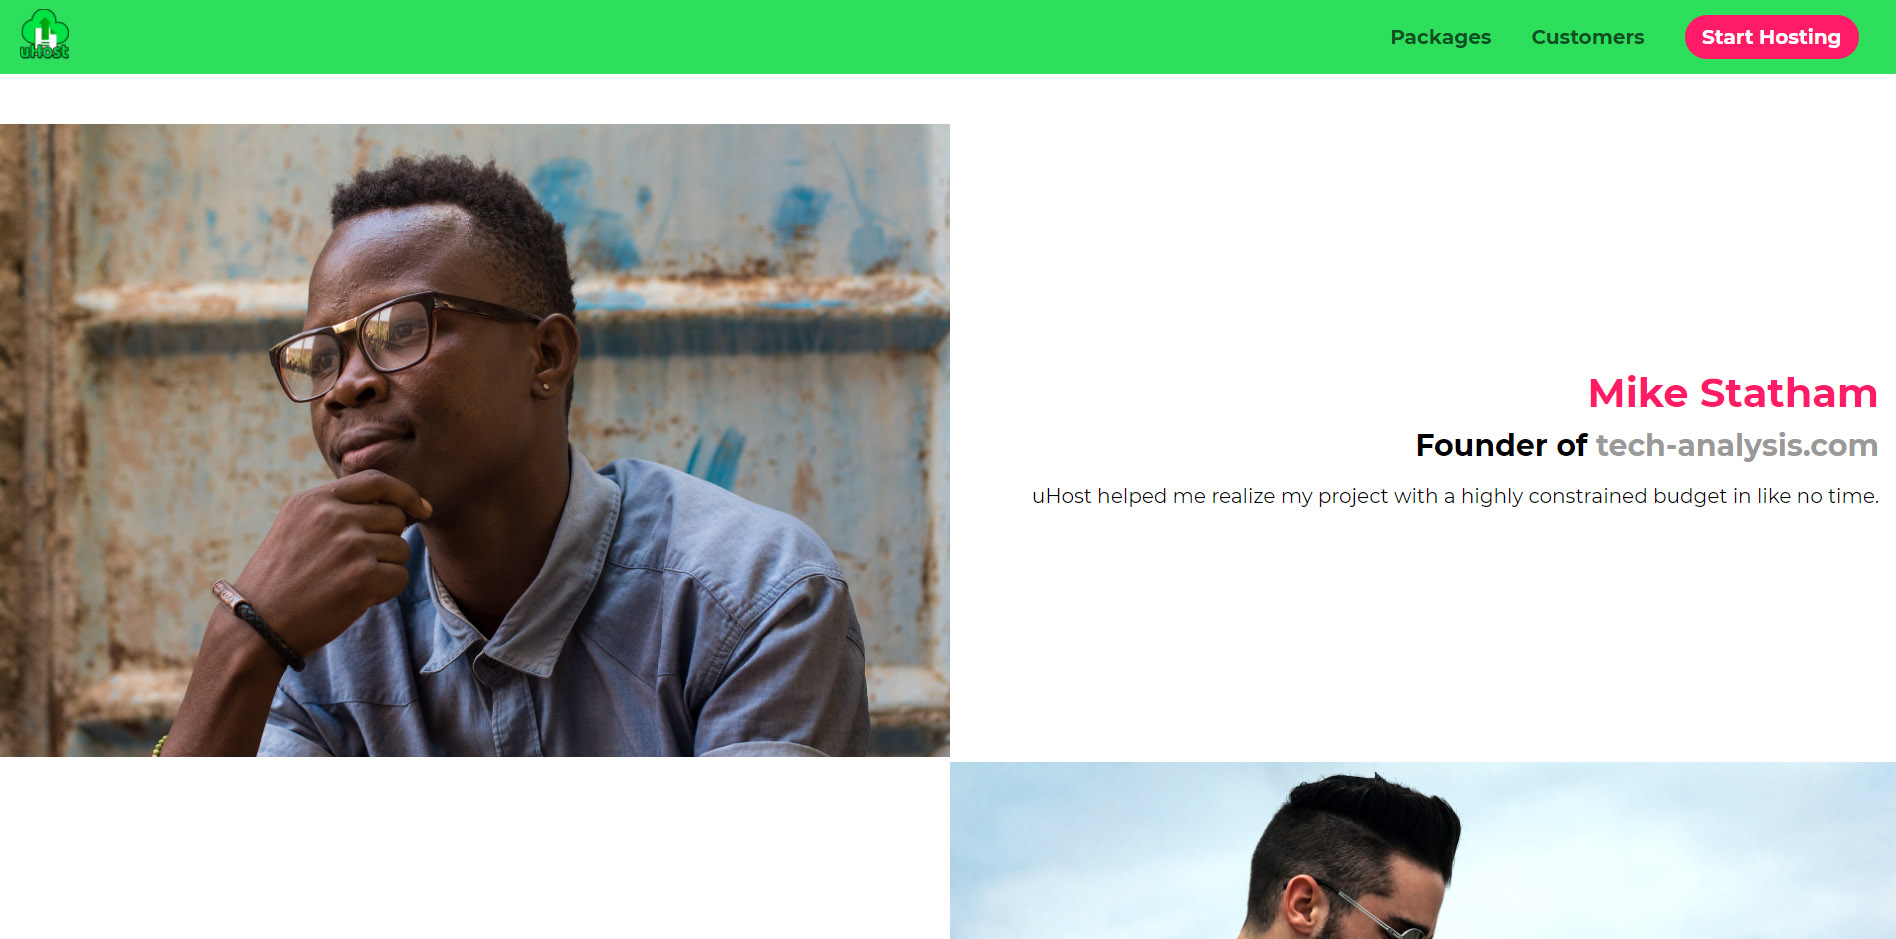 uHost
Packages
Customers
Start Hosting
Mike Statham
Founder of tech-analysis.com
uHost helped me realize my project with a highly constrained budget in like no time.